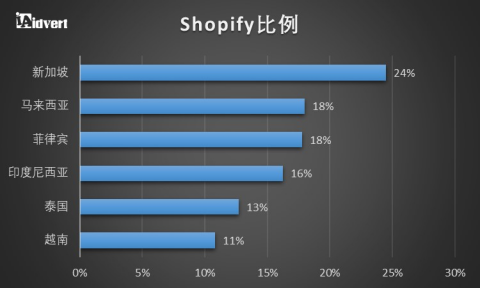 Aidvert
Shopify比例
新加坡
24%
马来西亚
18%
菲律宾
18%
印度尼西亚
16%
泰国
13%
越南
11%
0% 5% 10% 15% 20% 25% 30%